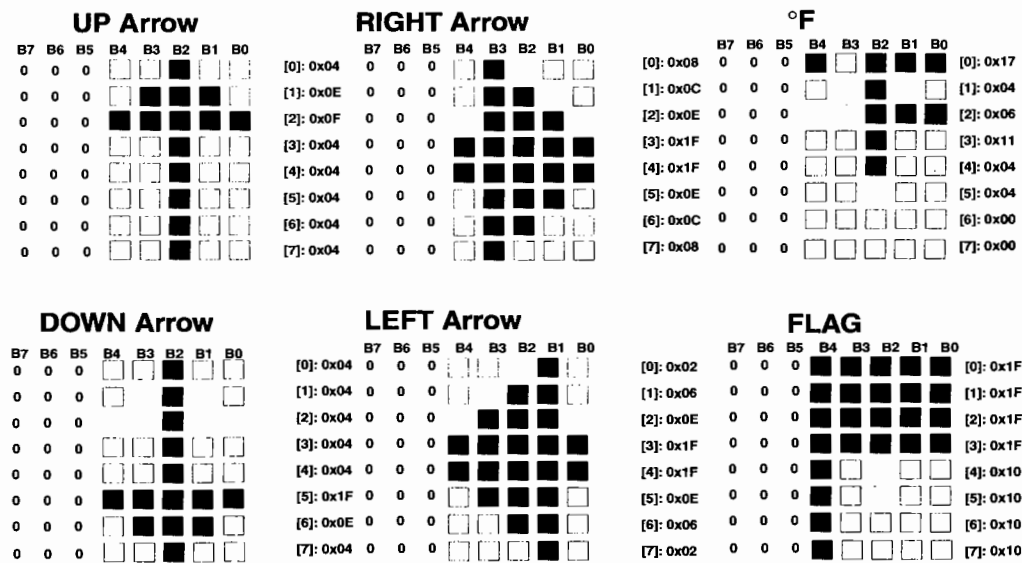 UP Arrow RIGHT Arrow °F
B7 B6 B5 B4 B3 B2 B1 B0 B7 B6 B5 B4 B3 B2 B1 B0 B7 B6 B5 B4 B3 B2 B1 B0
0 0 0 [0]: 0x04 0 0 0 [0]: 0x08 0 0 0 [0]: 0x17
0 0 0 [1]: 0x0E 0 0 0 [1]: 0x0C 0 0 0 [1]: 0x04
0 0 0 [2]: 0x0F 0 0 0 [2]: 0x0E 0 0 0 [2]: 0x06
0 0 0 [3]: 0x04 0 0 0 [3]: 0x1F 0 0 0 [3]: 0x11
0 0 0 [4]: 0x04 0 0 0 [4]: 0x1F 0 0 0 [4]: 0x04
0 0 0 [5]: 0x04 0 0 0 [5]: 0x0E 0 0 0 [5]: 0x04
0 0 0 [6]: 0x04 0 0 0 [6]: 0x0C 0 0 0 [6]: 0x00
0 0 0 [7]: 0x04 0 0 0 [7]: 0x08 0 0 0 [7]: 0x00
DOWN Arrow LEFT Arrow FLAG
B7 B6 B5 B4 B3 B2 B1 B0 B7 B6 B5 B4 B3 B2 B1 B0 B7 B6 B5 B4 B3 B2 B1 B0
0 0 0 [0]: 0x04 0 0 0 [0]: 0x02 0 0 0 [0]: 0x1F
0 0 0 [1]: 0x04 0 0 0 [1]: 0x06 0 0 0 [1]: 0x1F
0 0 0 [2]: 0x04 0 0 0 [2]: 0x0E 0 0 0 [2]: 0x1F
0 0 0 [3]: 0x04 0 0 0 [3]: 0x1F 0 0 0 [3]: 0x1F
0 0 0 [4]: 0x04 0 0 0 [4]: 0x1F 0 0 0 [4]: 0x10
0 0 0 [5]: 0x1F 0 0 0 [5]: 0x0E 0 0 0 [5]: 0x10
0 0 0 [6]: 0x0E 0 0 0 [6]: 0x06 0 0 0 [6]: 0x10
0 0 0 [7]: 0x04 0 0 0 [7]: 0x02 0 0 0 [7]: 0x10